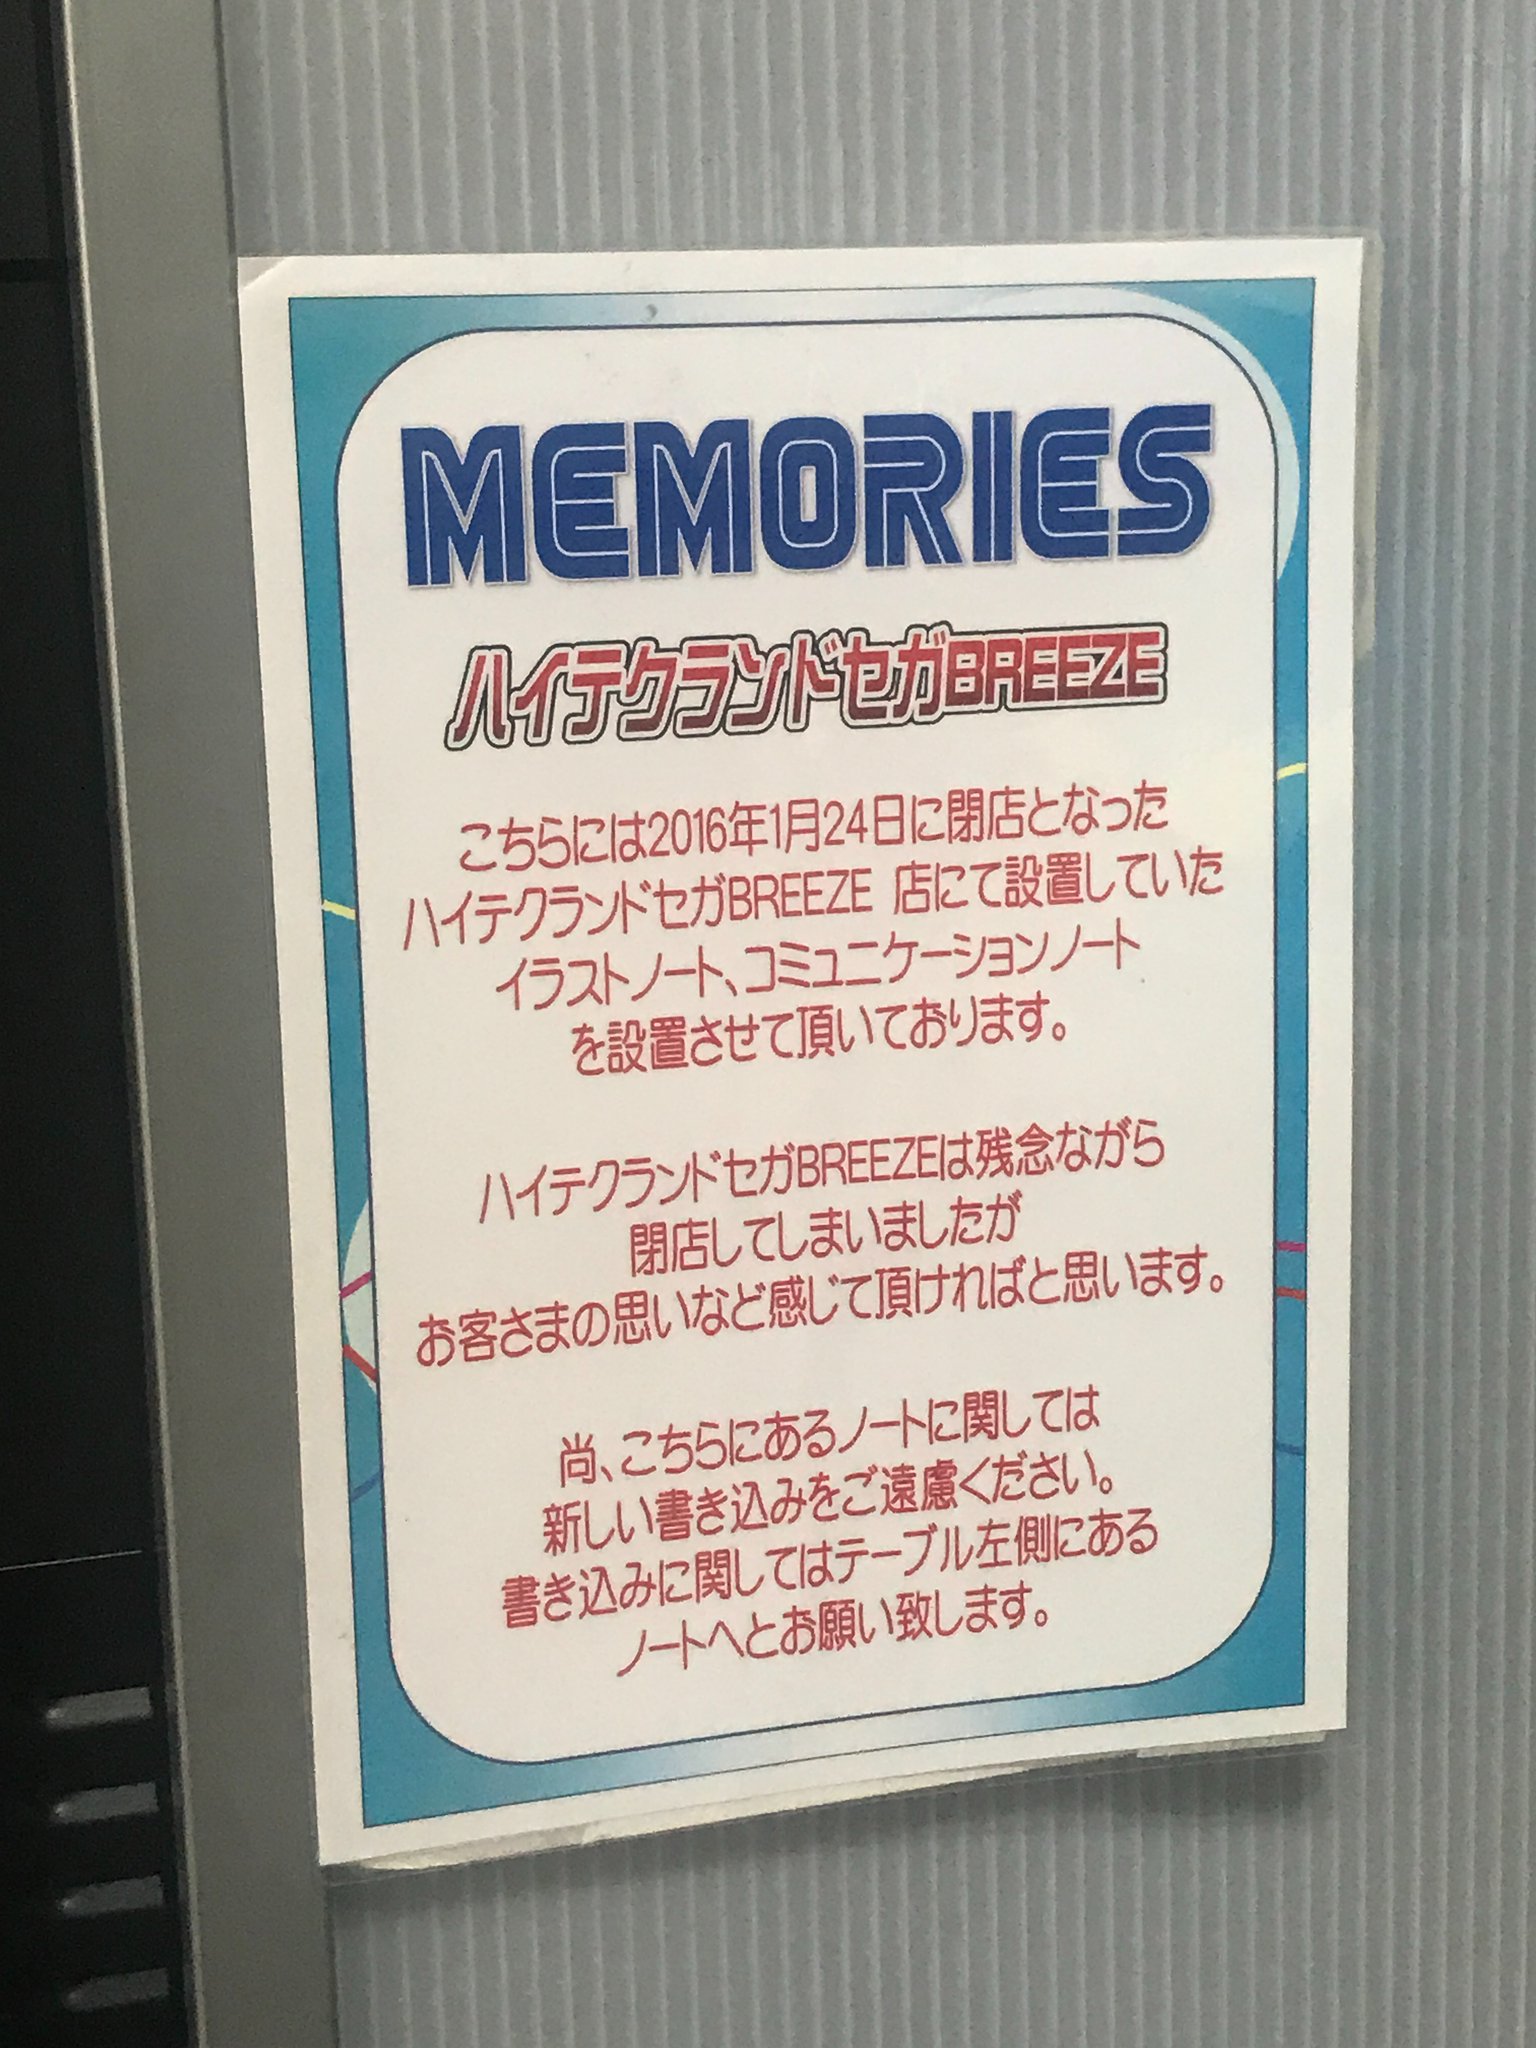 MEMORIES
ハイテクランドセガBREEZE
こちらには2016年1月24日に閉店となった
ハイテクランドセガBREEZE 店にて設置していた
イラストノート、コミュニケーションノート
を設置させて頂いております。
ハイテクランドセガBREEZEは残念ながら
閉店してしまいましたが
お客さまの思いなど感じて頂ければと思います。
尚、こちらにあるノートに関しては
新しい書き込みをご遠慮ください。
書き込みに関してはテーブル左側にある
ノートへとお願い致します。